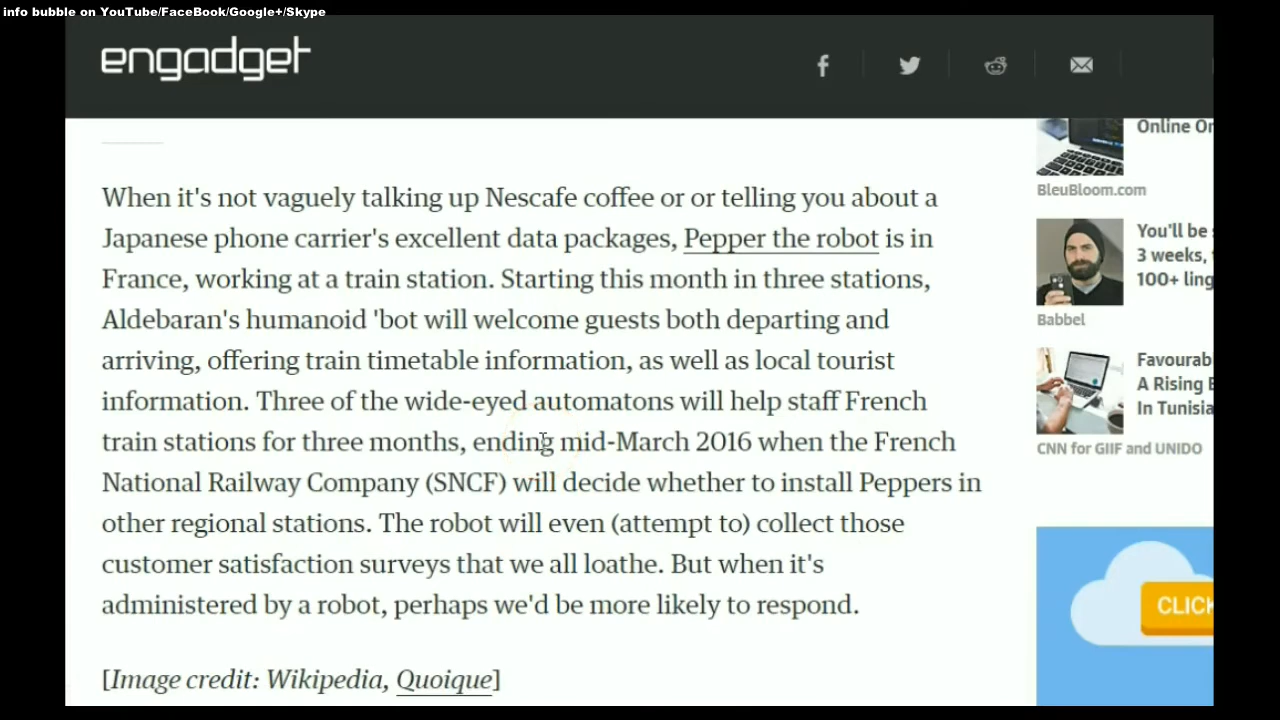 info bubble on YouTube/FaceBook/Google+/Skype
engadget
When it's not vaguely talking up Nescafe coffee or or telling you about a
Japanese phone carrier's excellent data packages, Pepper the robot is in
France, working at a train station. Starting this month in three stations,
Aldebaran's humanoid 'bot will welcome guests both departing and
arriving, offering train timetable information, as well as local tourist
information. Three of the wide-eyed automatons will help staff French
train stations for three months, ending mid-March 2016 when the French
National Railway Company (SNCF) will decide whether to install Peppers in
other regional stations. The robot will even (attempt to) collect those
customer satisfaction surveys that we all loathe. But when it's
administered by a robot, perhaps we'd be more likely to respond.
[Image credit: Wikipedia, Quoique]
Online
BleuBloom.com
You'll be
3 weeks,
100+
Babbel
A Rising
In Tunisia
CNN for GIIF and UNIDO